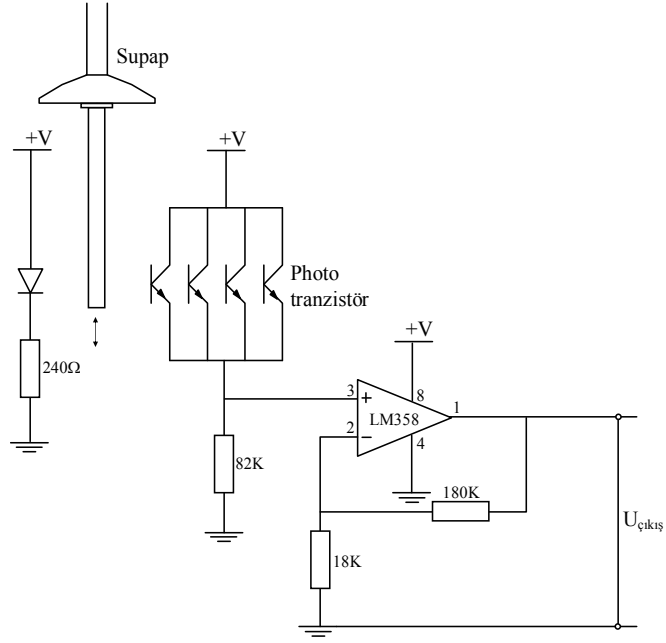 Supap
+V
+V
Photo
tranzistör
240Ω
+V
3
+
8
LM358
1
2
−
4
82K
180K
18K
Uçıkış